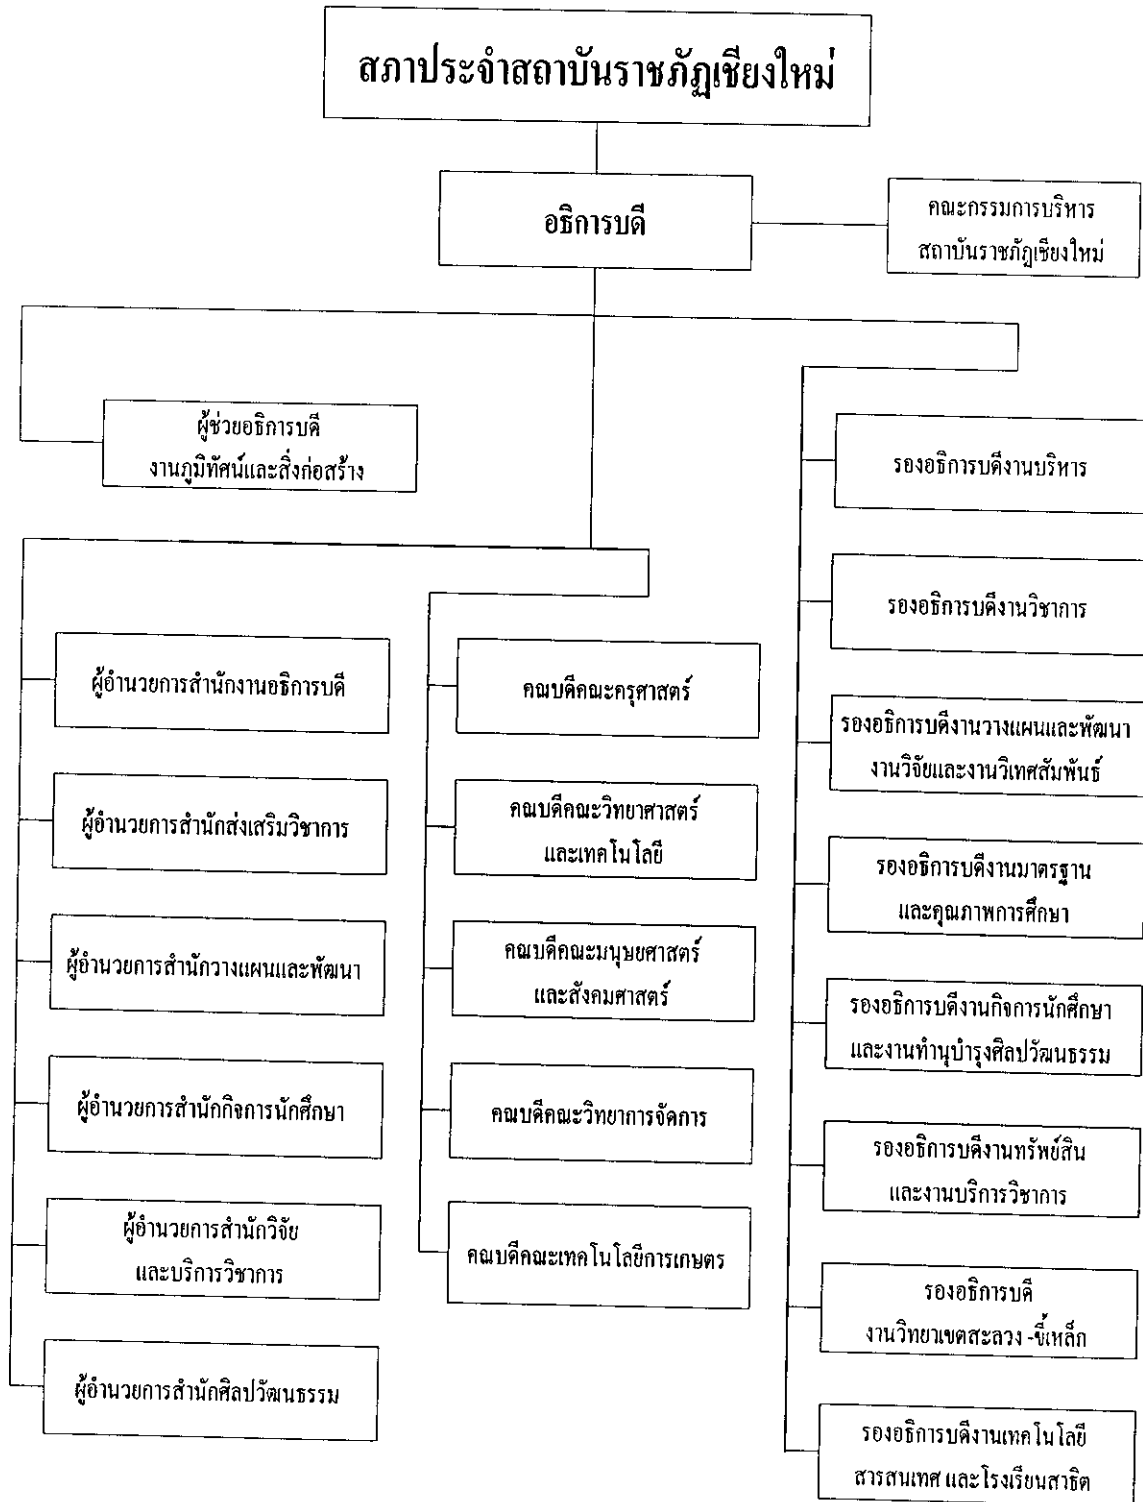 สภาประจำสถาบันราชภัฏเชียงใหม่
อธิการบดี
คณะกรรมการบริหาร
สถาบันราชภัฏเชียงใหม่
ผู้ช่วยอธิการบดี
งานภูมิทัศน์และสิ่งก่อสร้าง
ผู้อำนวยการสำนักงานอธิการบดี
ผู้อำนวยการสำนักส่งเสริมวิชาการ
ผู้อำนวยการสำนักวางแผนและพัฒนา
ผู้อำนวยการสำนักกิจการนักศึกษา
ผู้อำนวยการสำนักวิจัย
และบริการวิชาการ
ผู้อำนวยการสำนักศิลปวัฒนธรรม
คณบดีคณะครุศาสตร์
คณบดีคณะวิทยาศาสตร์
และเทคโนโลยี
คณบดีคณะมนุษยศาสตร์
และสังคมศาสตร์
คณบดีคณะวิทยาการจัดการ
คณบดีคณะเทคโนโลยีการเกษตร
รองอธิการบดีงานบริหาร
รองอธิการบดีงานวิชาการ
รองอธิการบดีงานวางแผนและพัฒนา
งานวิจัยและงานวิเทศสัมพันธ์
รองอธิการบดีงานมาตรฐาน
และคุณภาพการศึกษา
รองอธิการบดีงานกิจการนักศึกษา
และงานทำนุบำรุงศิลปวัฒนธรรม
รองอธิการบดีงานทรัพย์สิน
และงานบริการวิชาการ
รองอธิการบดี
งานวิทยาเขตสะลวง -ขี้เหล็ก
รองอธิการบดีงานเทคโนโลยี
สารสนเทศ และโรงเรียนสาธิต